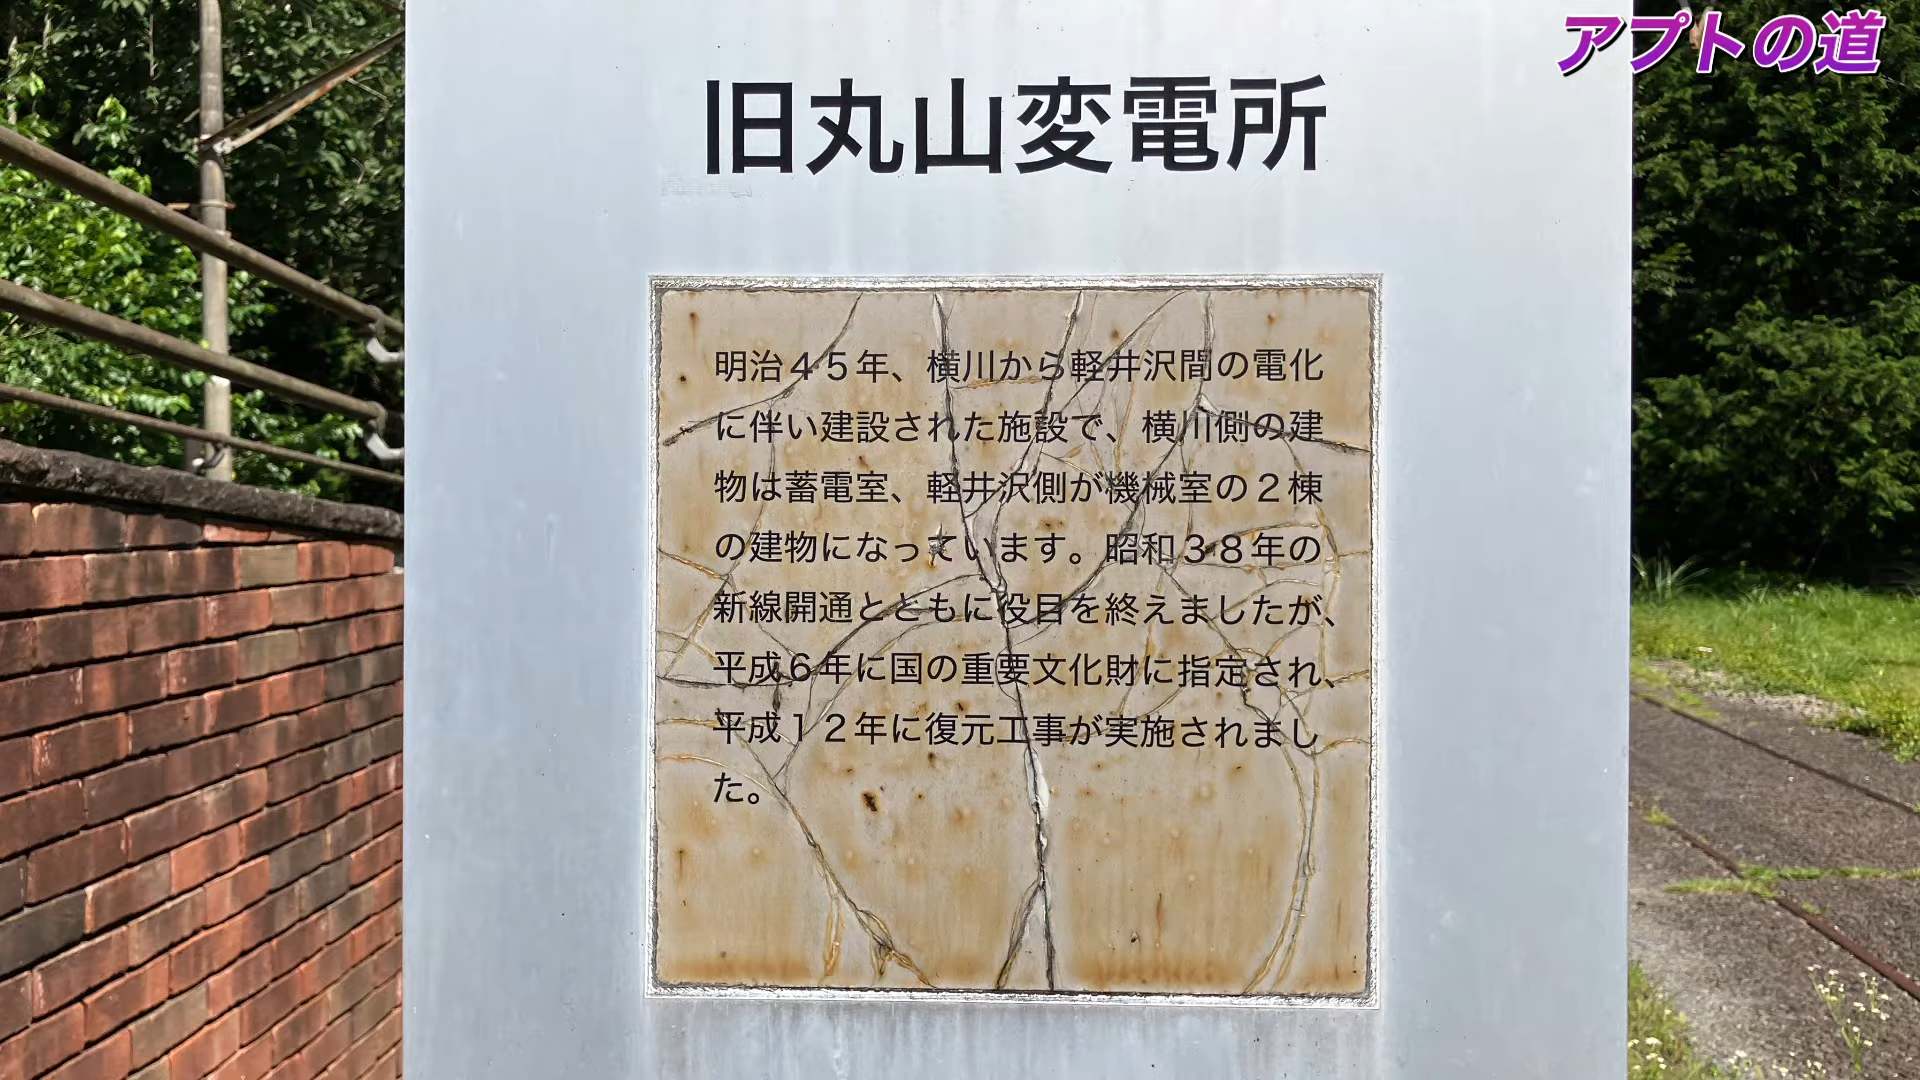 アプトの道
旧丸山変電所
明治４５年、横川から軽井沢間の電化
に伴い建設された施設で、横川側の建
物は蓄電室、軽井沢側が機械室の２棟
の建物になっています。昭和３８年の
新線開通とともに役目を終えましたが、
平成６年に国の重要文化財に指定され、
平成１２年に復元工事が実施されまし
た。